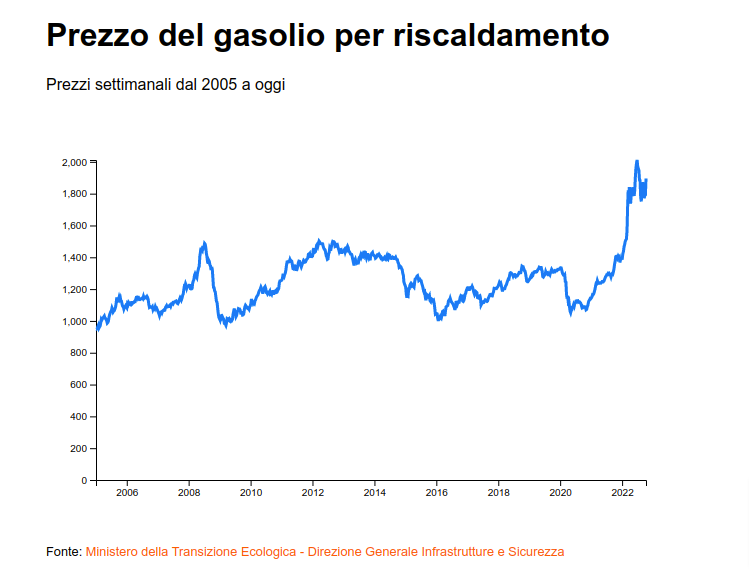 Prezzo del gasolio per riscaldamento
Prezzi settimanali dal 2005 a oggi
2,000
1,800
1,600
1,400
1,200
1,000
800
600
400
200
0
2006 2008 2010 2012 2014 2016 2018 2020 2022
Fonte: Ministero della Transizione Ecologica - Direzione Generale Infrastrutture e Sicurezza